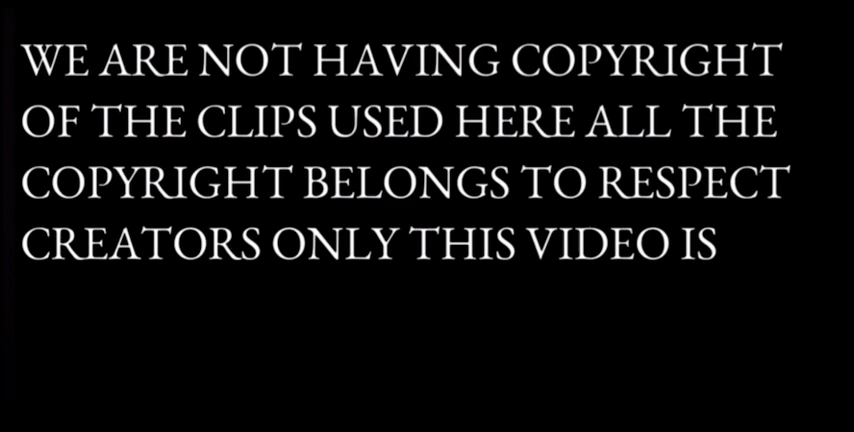 WE ARE NOT HAVING COPYRIGHT
OF THE CLIPS USED HERE ALL THE
COPYRIGHT BELONGS TO RESPECT
CREATORS ONLY THIS VIDEO IS